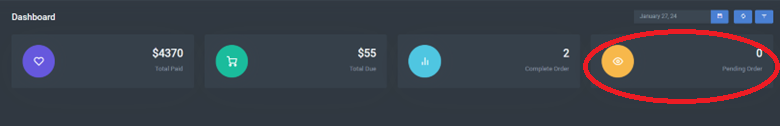 Dashboard
January 27, 24
$4370
Total Paid
$55
Total Due
2
Complete Order
0
Pending Order